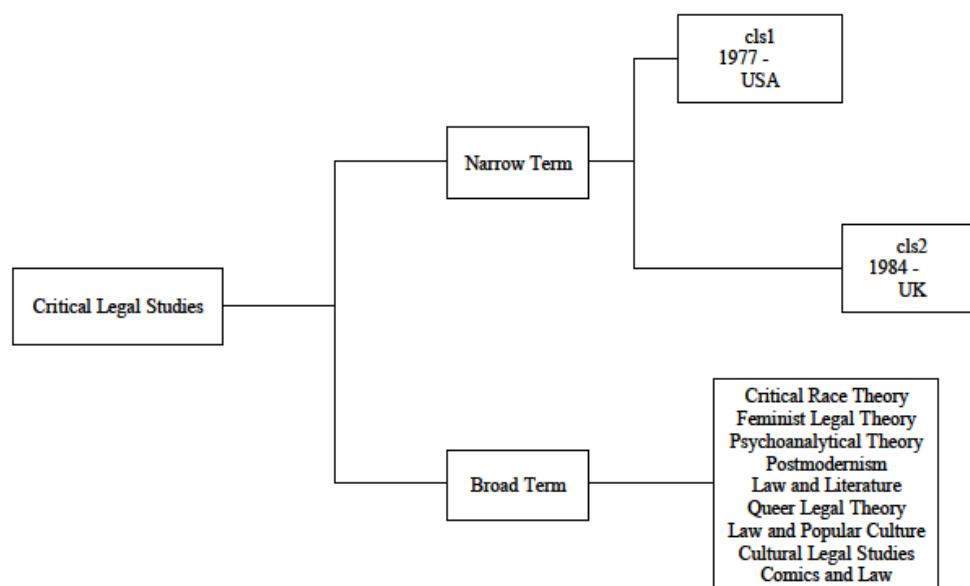 cls1
1977 -
USA
Narrow Term
cls2
1984 -
UK
Critical Legal Studies
Critical Race Theory
Feminist Legal Theory
Psychoanalytical Theory
Postmodernism
Law and Literature
Queer Legal Theory
Law and Popular Culture
Cultural Legal Studies
Comics and Law
Broad Term